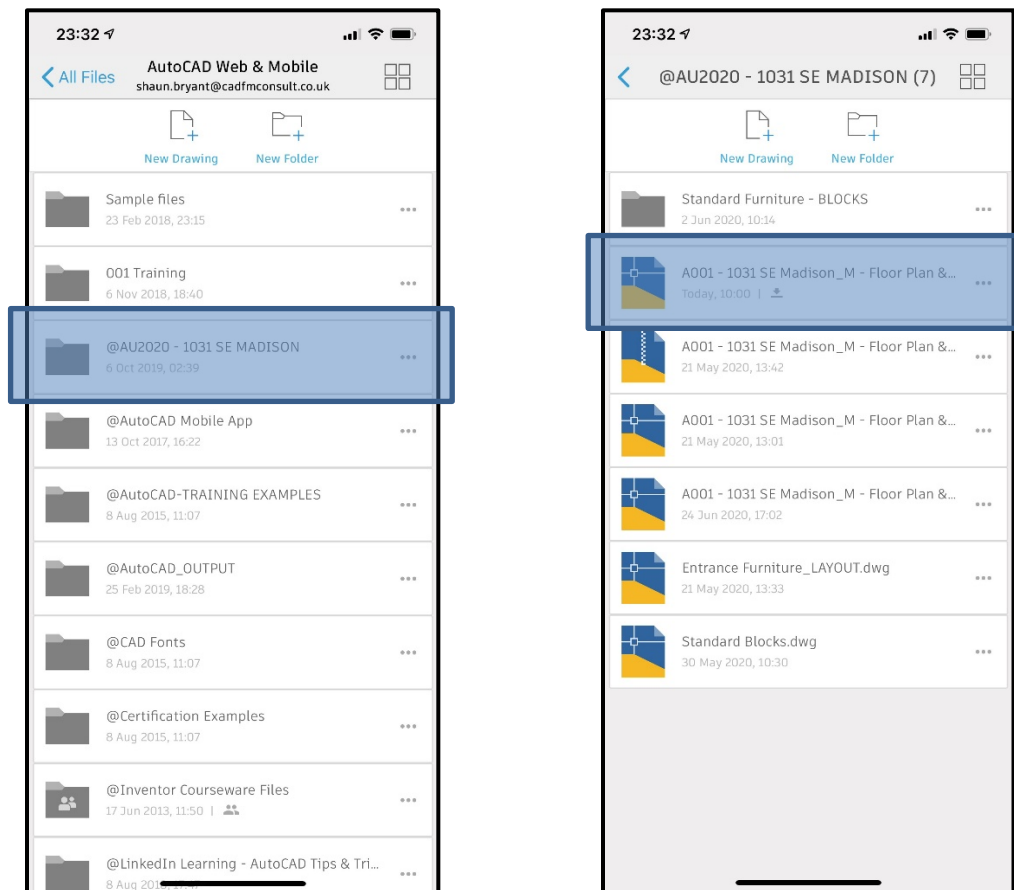 23:32
All Files
AutoCAD Web & Mobile
shaun.bryant@cadfmconsult.co.uk
New Drawing
New Folder
Sample files
23 Feb 2018, 23:15
001 Training
6 Nov 2018, 18:40
@AU2020 - 1031 SE MADISON
6 Oct 2019, 02:39
@AutoCAD Mobile App
13 Oct 2017, 16:22
@AutoCAD-TRAINING EXAMPLES
8 Aug 2015, 11:07
@AutoCAD_OUTPUT
25 Feb 2019, 18:28
@CAD Fonts
8 Aug 2015, 11:07
@Certification Examples
8 Aug 2015, 11:07
@Inventor Courseware Files
17 Jun 2013, 11:50 |
@LinkedIn Learning - AutoCAD Tips & Tri...
8 Aug
23:32
@AU2020 - 1031 SE MADISON (7)
New Drawing
New Folder
Standard Furniture - BLOCKS
2 Jun 2020, 10:14
A001 - 1031 SE Madison_M - Floor Plan &...
Today, 10:00 |
A001 - 1031 SE Madison_M - Floor Plan &...
21 May 2020, 13:42
A001 - 1031 SE Madison_M - Floor Plan &...
21 May 2020, 13:01
A001 - 1031 SE Madison_M - Floor Plan &...
24 Jun 2020, 17:02
Entrance Furniture_LAYOUT.dwg
21 May 2020, 13:33
Standard Blocks.dwg
30 May 2020, 10:30